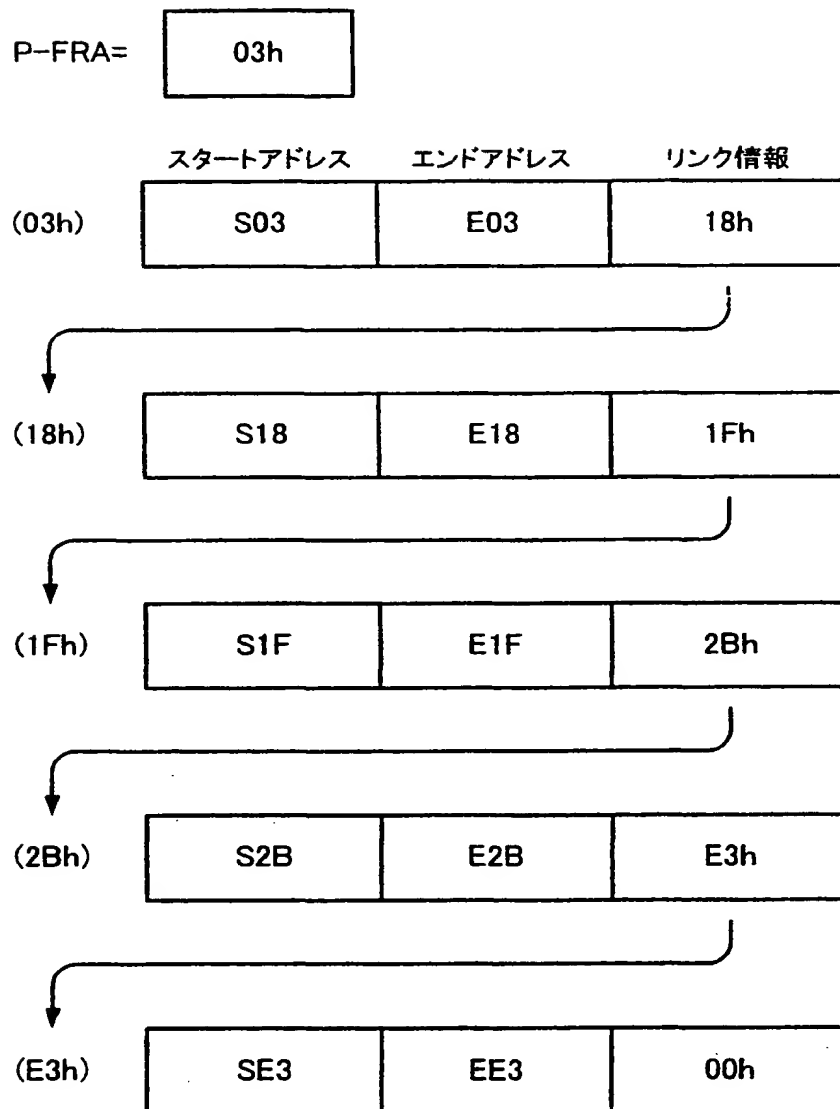 P-FRA= 03h
スタートアドレス エンドアドレス リンク情報
(03h) S03 E03 18h
(18h) S18 E18 1Fh
(1Fh) S1F E1F 2Bh
(2Bh) S2B E2B E3h
(E3h) SE3 EE3 00h